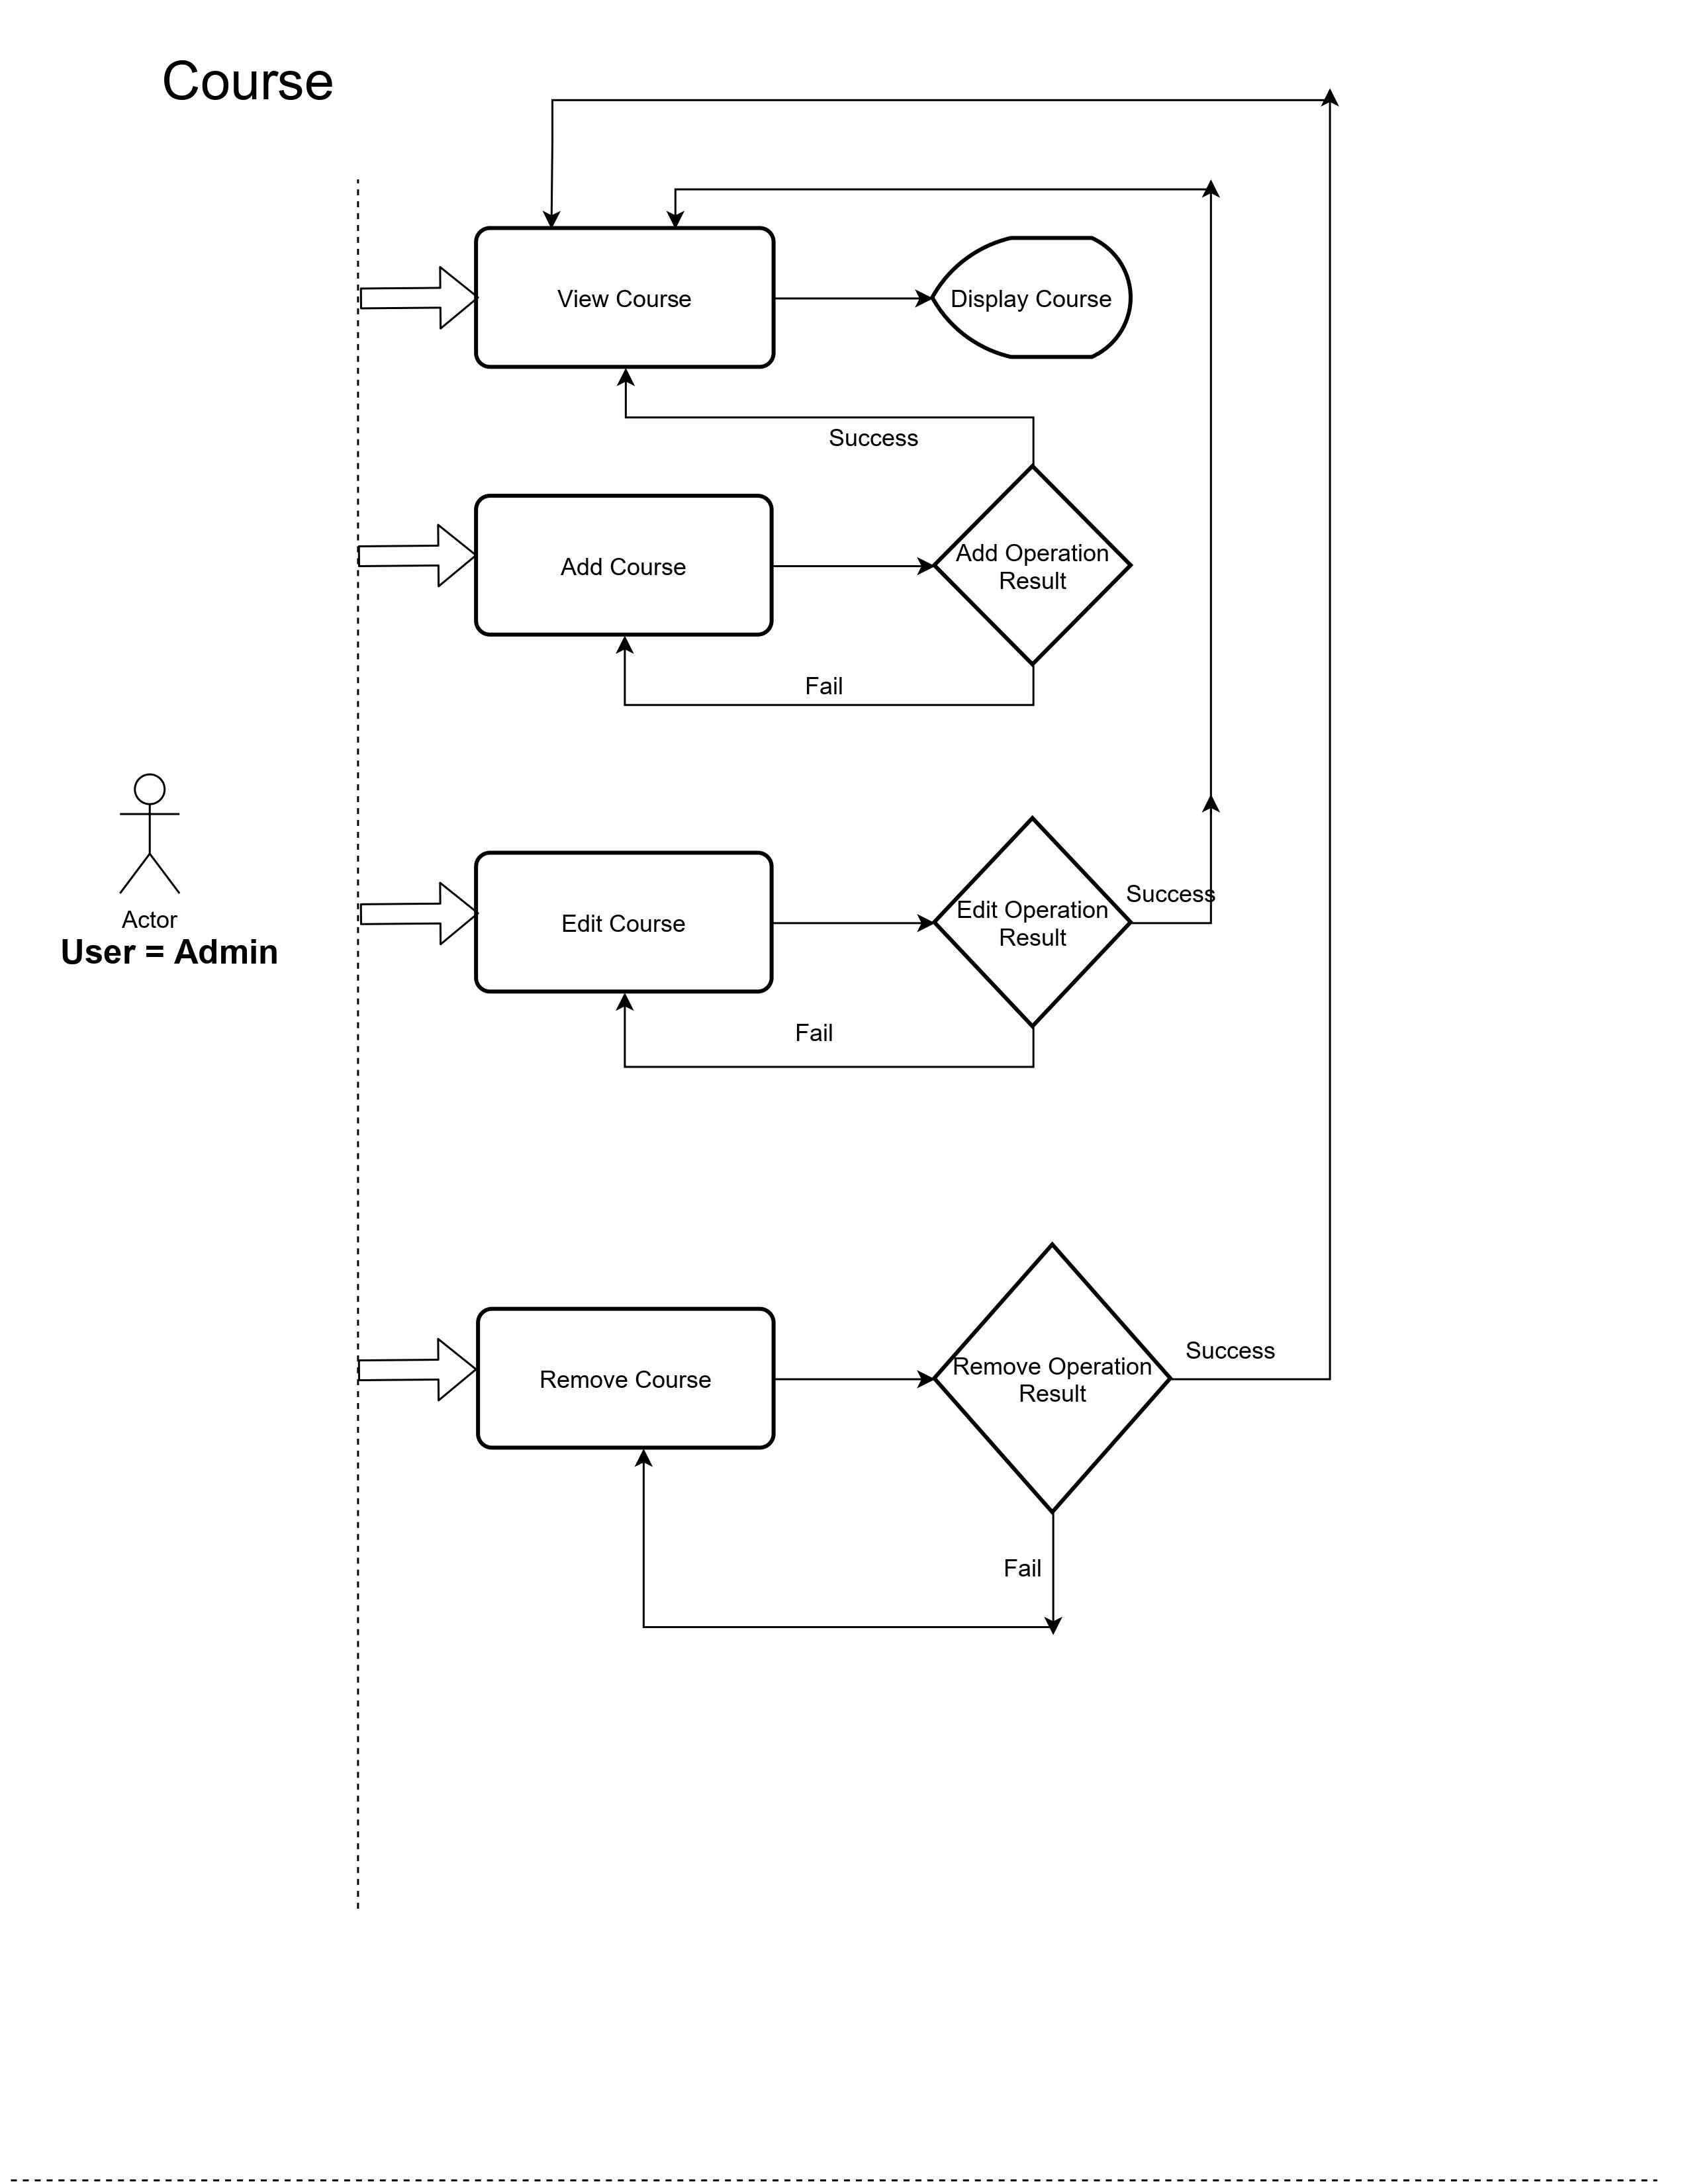 Course
View Course
Display Course
Success
Add Course
Add Operation
Result
Fail
Actor
User = Admin
Edit Course
Edit Operation
Result
Success
Fail
Remove Course
Remove Operation
Result
Success
Fail